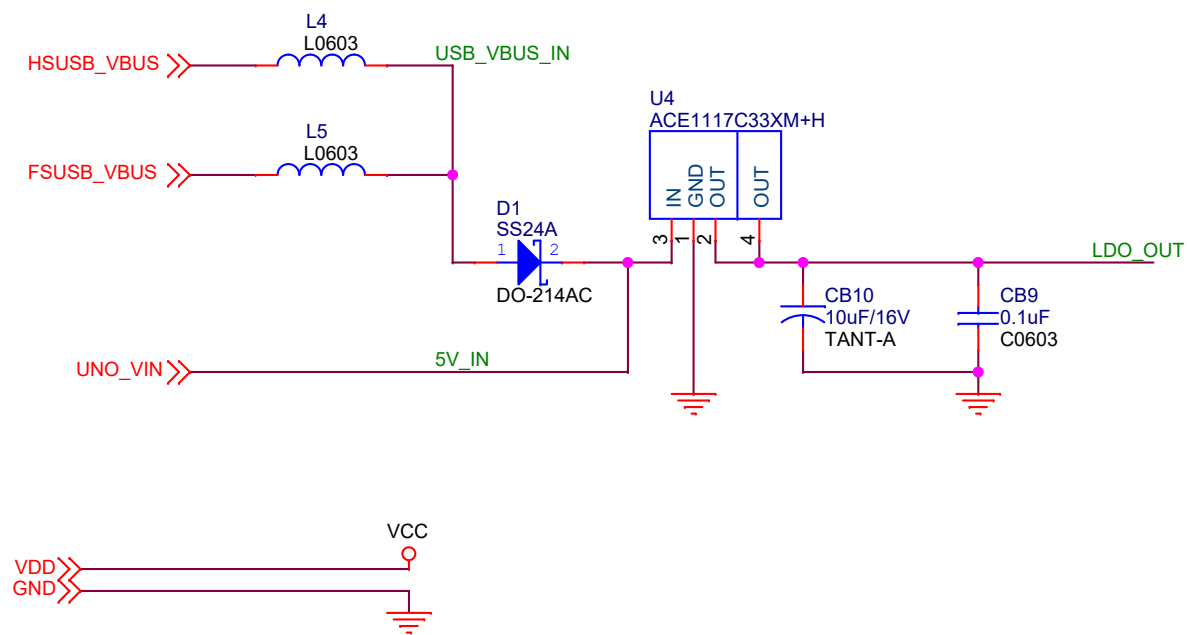 L4
L0603
HSUSB_VBUS
USB_VBUS_IN
L5
L0603
FSUSB_VBUS
U4
ACE1117C33XM+H
IN
GND
OUT
OUT
3
1
2
4
D1
SS24A
1
2
DO-214AC
LDO_OUT
CB10
10uF/16V
TANT-A
CB9
0.1uF
C0603
UNO_VIN
5V_IN
VCC
VDD
GND